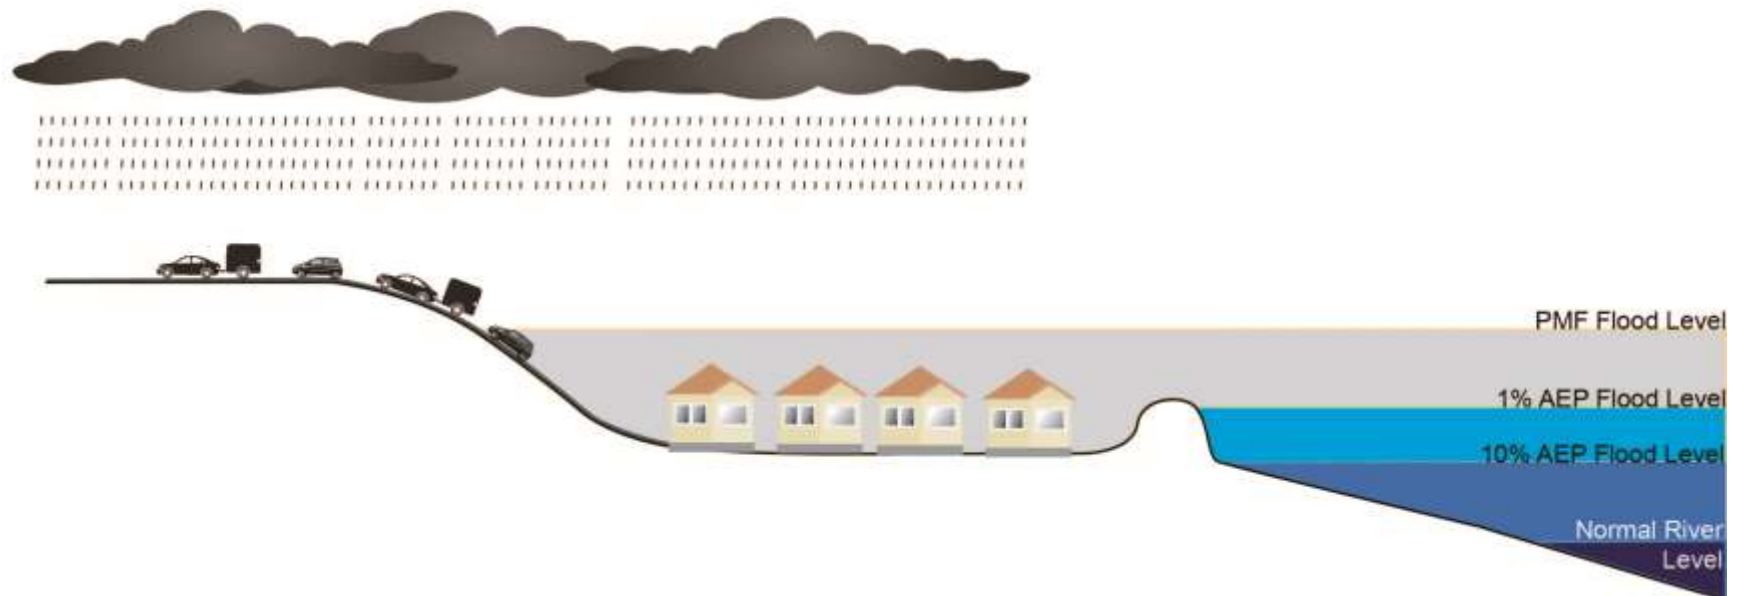 PMF Flood Level
1% AEP Flood Level
10% AEP Flood Level
Normal River
Level